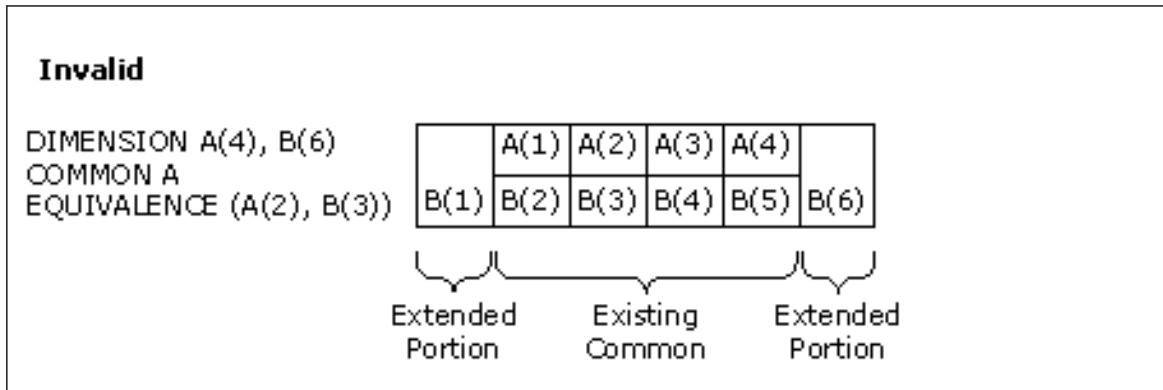 Invalid
DIMENSION A(4), B(6)
COMMON A
EQUIVALENCE (A(2), B(3))
A(1) A(2) A(3) A(4)
B(1) B(2) B(3) B(4) B(5) B(6)
Extended Existing Extended
Portion Common Portion